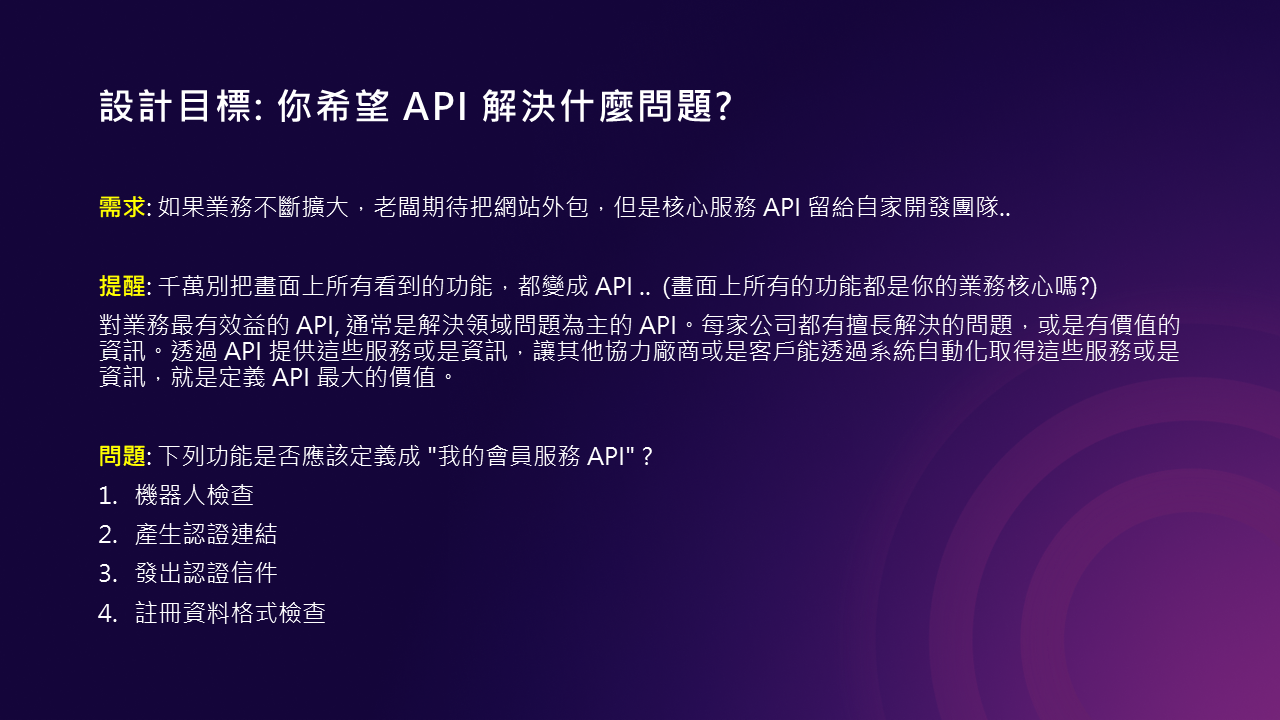 設計目標: 你希望 API 解決什麼問題?
需求: 如果業務不斷擴大，老闆期待把網站外包，但是核心服務 API 留給自家開發團隊..
提醒: 千萬別把畫面上所有看到的功能，都變成 API ..  (畫面上所有的功能都是你的業務核心嗎?)
對業務最有效益的 API, 通常是解決領域問題為主的 API。每家公司都有擅長解決的問題，或是有價值的
資訊。透過 API 提供這些服務或是資訊，讓其他協力廠商或是客戶能透過系統自動化取得這些服務或是
資訊，就是定義 API 最大的價值。
問題: 下列功能是否應該定義成 "我的會員服務 API" ?
1. 機器人檢查
2. 產生認證連結
3. 發出認證信件
4. 註冊資料格式檢查